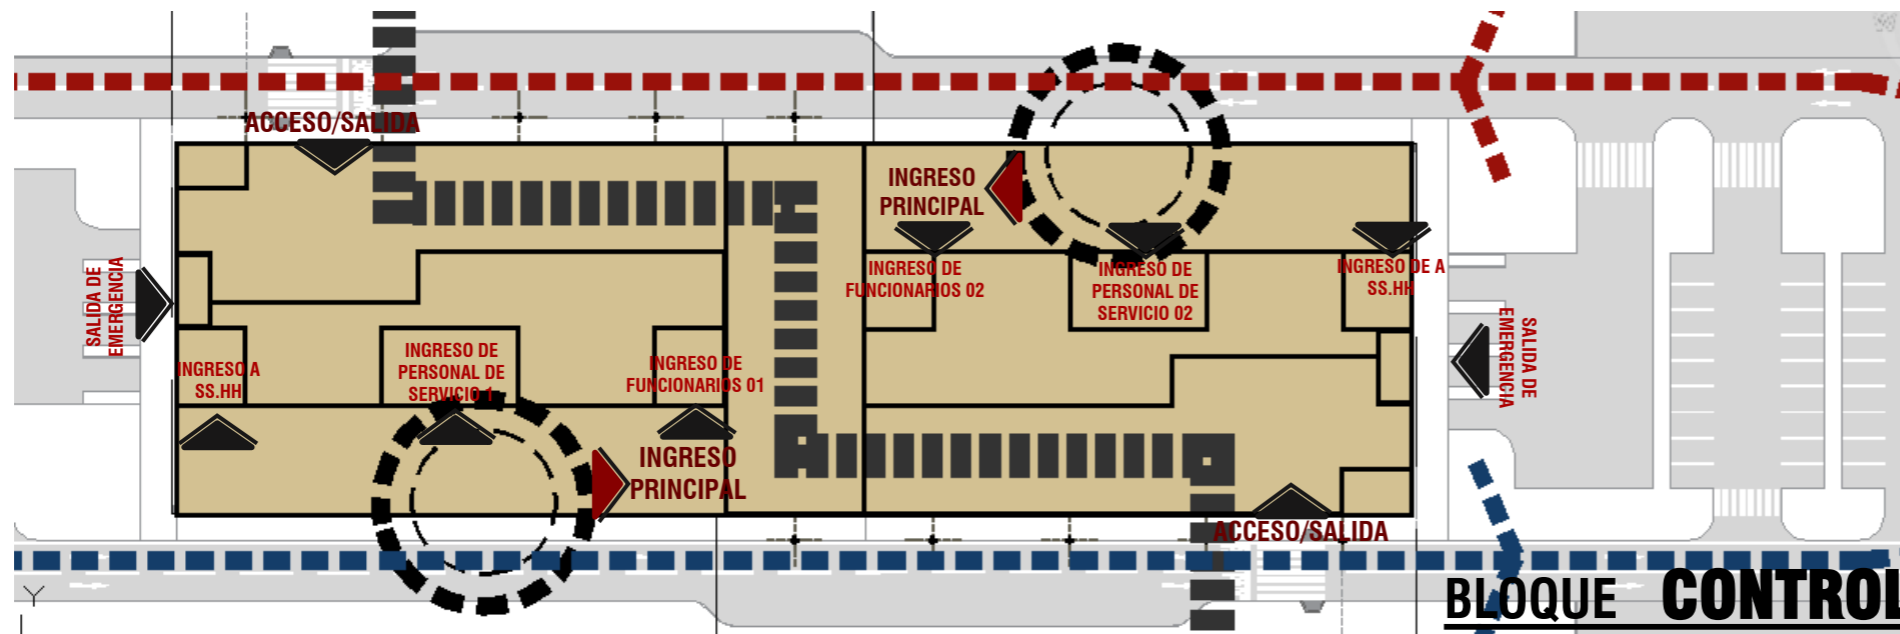 ACCESO/SALIDA
INGRESO
PRINCIPAL
SALIDA DE
EMERGENCIA
INGRESO DE
FUNCIONARIOS 02
INGRESO DE
PERSONAL DE
SERVICIO 02
INGRESO DE A
SS.HH
INGRESO A
SS.HH
INGRESO DE
PERSONAL DE
SERVICIO 1
INGRESO DE
FUNCIONARIOS 01
SALIDA DE
EMERGENCIA
INGRESO
PRINCIPAL
ACCESO/SALIDA
BLOQUE CONTROL
Y